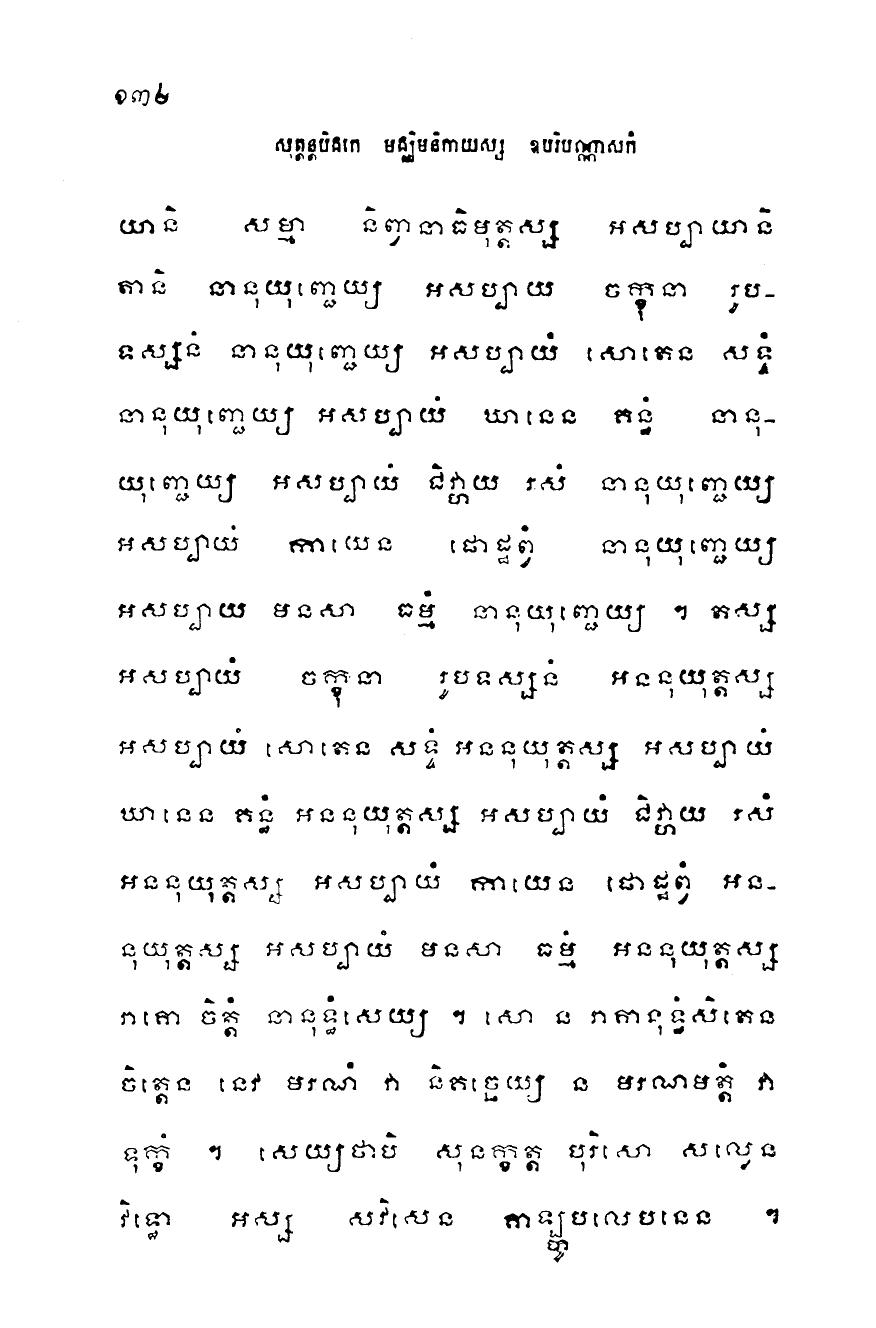 ១៣៤
សុត្តន្តបិដកេ មជ្ឈិមនិកាយស្ស ឧបរិបណ្ណាសកំ
យានិ សម្មា និព្វានាធិមុត្តស្ស អសប្បាយានិ
តានិ នានុយុញ្ជេយ្យ អសប្បាយំ ចក្ខុនា រូប-
ទស្សនំ នានុយុញ្ជេយ្យ អសប្បាយំ សោតេន សទ្ទំ
នានុយុញ្ជេយ្យ អសប្បាយំ ឃានេន គន្ធំ នានុ-
យុញ្ជេយ្យ អសប្បាយំ ជិវ្ហាយ រសំ នានុយុញ្ជេយ្យ
អសប្បាយំ កាយេន ផោដ្ឋព្វំ នានុយុញ្ជេយ្យ
អសប្បាយំ មនសា ធម្មំ នានុយុញ្ជេយ្យ ។ តស្ស
អសប្បាយំ ចក្ខុនា រូបទស្សនំ អននុយុត្តស្ស
អសប្បាយំ សោតេន សទ្ទំ អននុយុត្តស្ស អសប្បាយំ
ឃានេន គន្ធំ អននុយុត្តស្ស អសប្បាយំ ជិវ្ហាយ រសំ
អននុយុត្តស្ស អសប្បាយំ កាយេន ផោដ្ឋព្វំ អន-
នុយុត្តស្ស អសប្បាយំ មនសា ធម្មំ អននុយុត្តស្ស
រាគោ ចិត្តំ នានុទ្ធំសេយ្យ ។ សោ ន រាគានុទ្ធំសិតេន
ចិត្តេន នេវ មរណំ វា និគច្ឆេយ្យ ន មរណមត្តំ វា
ទុក្ខំ ។ សេយ្យថាបិ សុនក្ខត្ត បុរិសោ សល្លេន
វិទ្ធោ អស្ស សវិសេន គាឡ្ហូបលេបនេន ។